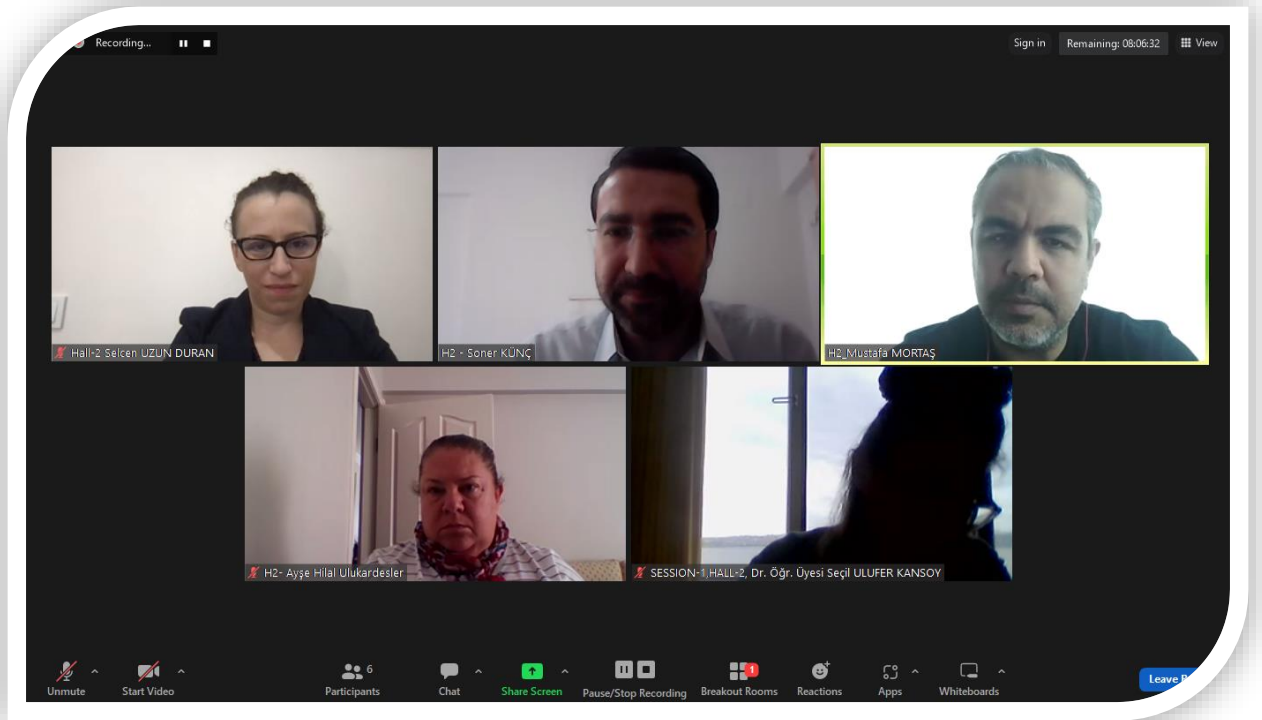 Recording...
Sign in
Remaining: 08:06:32
View
Hall-2 Selcen UZUN DURAN
H2 - Soner KÜNÇ
H2_Mustafa MORTAŞ
H2- Ayşe Hilal Ulukardesler
SESSION-1,HALL-2, Dr. Öğr. Üyesi Seçil ULUFER KANSOY
6
1
Unmute
Start Video
Participants
Chat
Share Screen
Pause/Stop Recording
Breakout Rooms
Reactions
Apps
Whiteboards
Leave